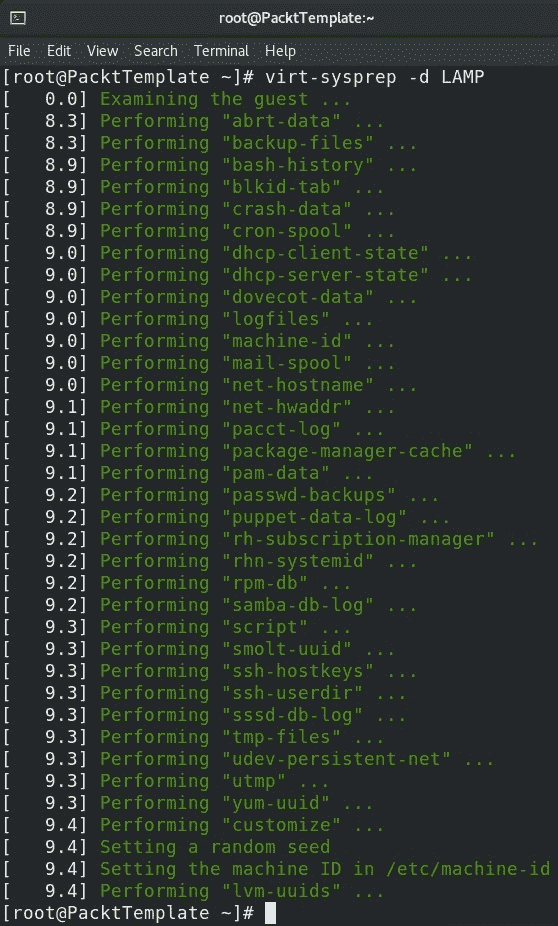 root@PacktTemplate:~
File Edit View Search Terminal Help
[root@PacktTemplate ~]# virt-sysprep -d LAMP
[   0.0] Examining the guest ...
[   8.3] Performing "abrt-data" ...
[   8.3] Performing "backup-files" ...
[   8.9] Performing "bash-history" ...
[   8.9] Performing "blkid-tab" ...
[   8.9] Performing "crash-data" ...
[   8.9] Performing "cron-spool" ...
[   9.0] Performing "dhcp-client-state" ...
[   9.0] Performing "dhcp-server-state" ...
[   9.0] Performing "dovecot-data" ...
[   9.0] Performing "logfiles" ...
[   9.0] Performing "machine-id" ...
[   9.0] Performing "mail-spool" ...
[   9.0] Performing "net-hostname" ...
[   9.1] Performing "net-hwaddr" ...
[   9.1] Performing "pacct-log" ...
[   9.1] Performing "package-manager-cache" ...
[   9.1] Performing "pam-data" ...
[   9.2] Performing "passwd-backups" ...
[   9.2] Performing "puppet-data-log" ...
[   9.2] Performing "rh-subscription-manager" ...
[   9.2] Performing "rhn-systemid" ...
[   9.2] Performing "rpm-db" ...
[   9.2] Performing "samba-db-log" ...
[   9.3] Performing "script" ...
[   9.3] Performing "smolt-uuid" ...
[   9.3] Performing "ssh-hostkeys" ...
[   9.3] Performing "ssh-userdir" ...
[   9.3] Performing "sssd-db-log" ...
[   9.3] Performing "tmp-files" ...
[   9.3] Performing "udev-persistent-net" ...
[   9.3] Performing "utmp" ...
[   9.3] Performing "yum-uuid" ...
[   9.4] Performing "customize" ...
[   9.4] Setting a random seed
[   9.4] Setting the machine ID in /etc/machine-id
[   9.4] Performing "lvm-uuids" ...
[root@PacktTemplate ~]#